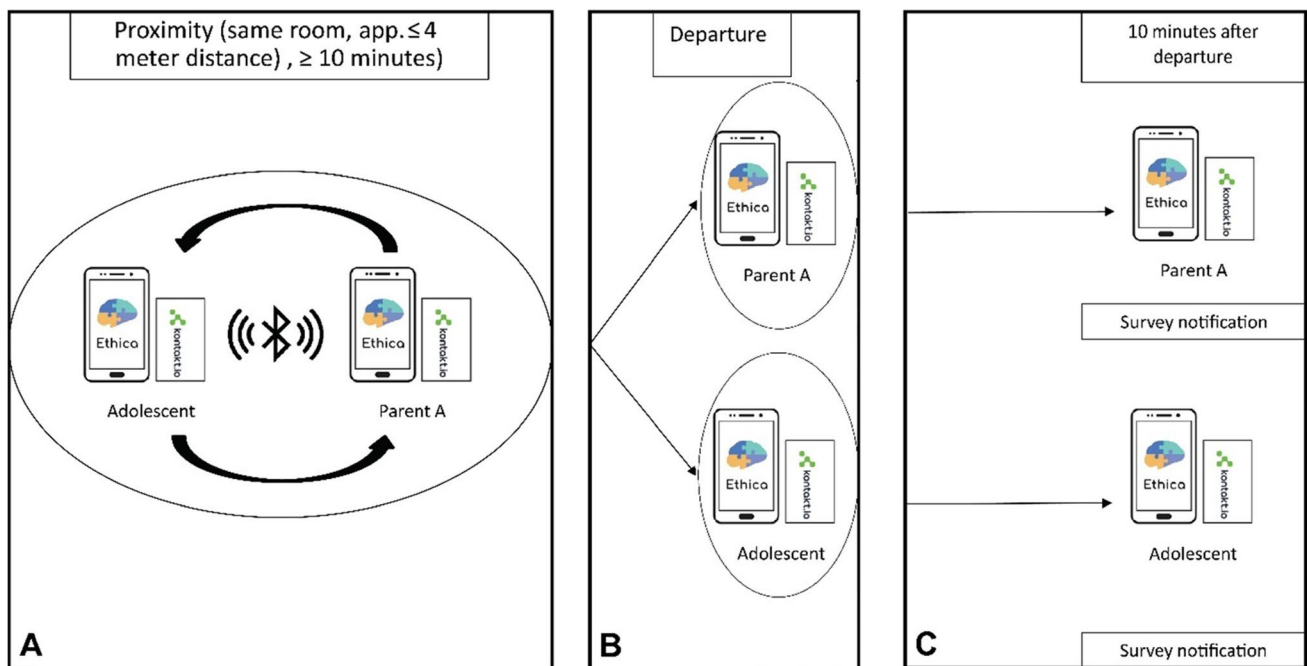 Proximity (same room, app. ≤ 4
meter distance) , ≥ 10 minutes)
Ethica
kontakt.io
Adolescent
Ethica
kontakt.io
Parent A
A
Departure
Ethica
kontakt.io
Parent A
Ethica
kontakt.io
Adolescent
B
10 minutes after
departure
Ethica
kontakt.io
Parent A
Survey notification
Ethica
kontakt.io
Adolescent
Survey notification
C